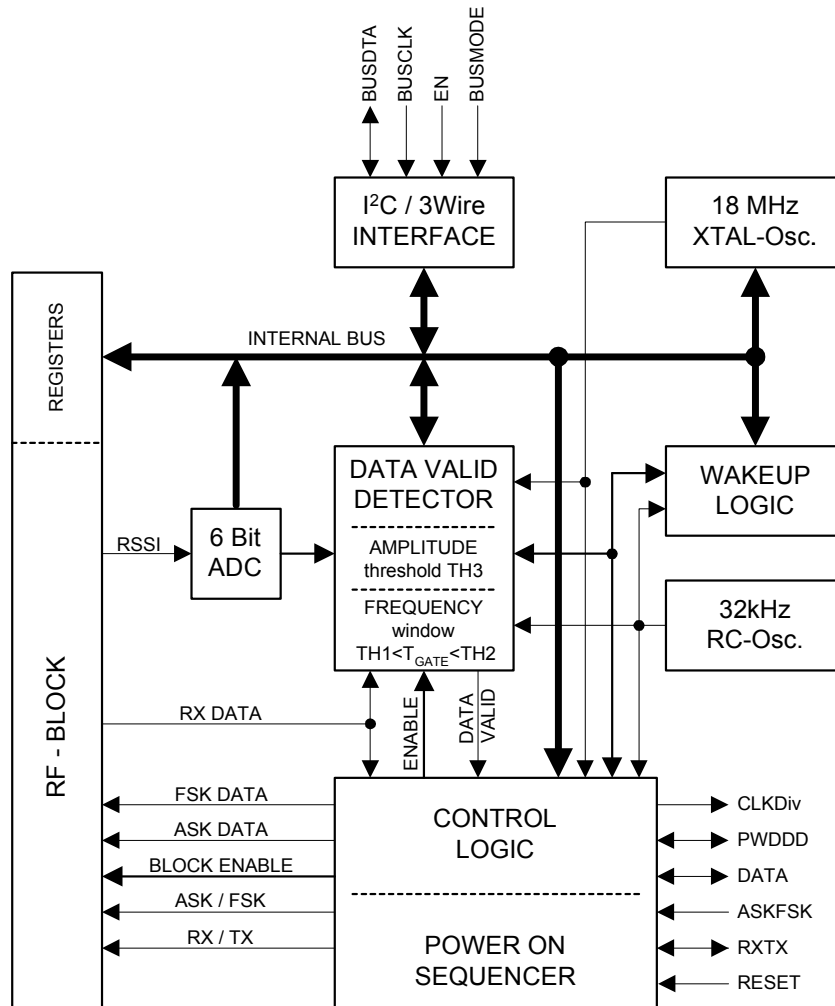 BUSDTA
BUSCLK
EN
BUSMODE
I²C / 3Wire
INTERFACE
18 MHz
XTAL-Osc.
REGISTERS
INTERNAL BUS
DATA VALID
DETECTOR
AMPLITUDE
threshold TH3
FREQUENCY
window
TH1<T_GATE<TH2
WAKEUP
LOGIC
RSSI
6 Bit
ADC
32kHz
RC-Osc.
RF - BLOCK
RX DATA
ENABLE
DATA
VALID
FSK DATA
ASK DATA
BLOCK ENABLE
ASK / FSK
RX / TX
CONTROL
LOGIC
POWER ON
SEQUENCER
CLKDiv
PWDDD
DATA
ASKFSK
RXTX
RESET